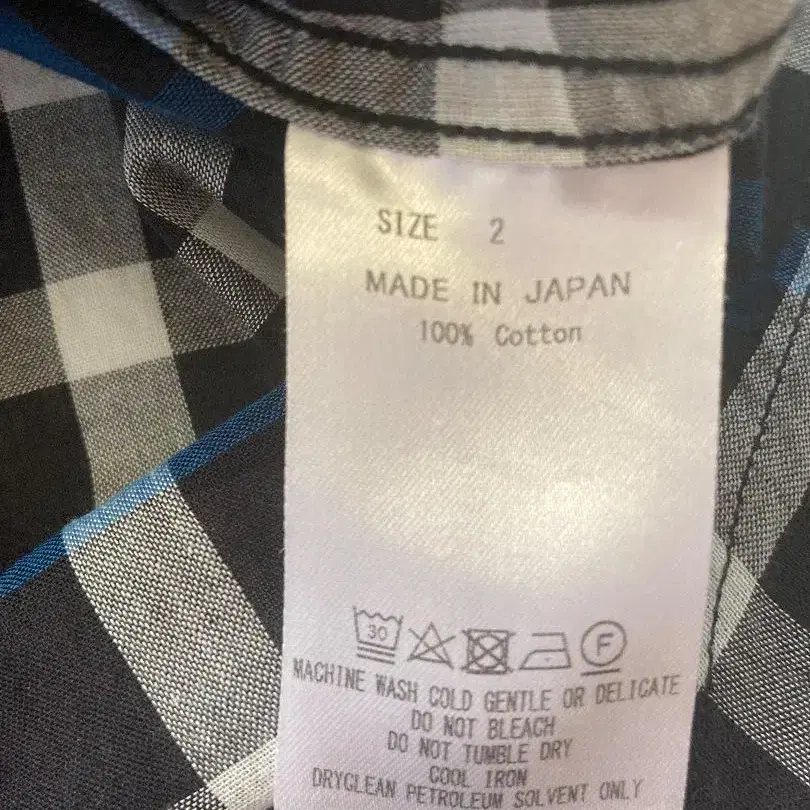 SIZE 2
MADE IN JAPAN
100% Cotton
30 F
MACHINE WASH COLD GENTLE OR DELICATE
DO NOT BLEACH
DO NOT TUMBLE DRY
COOL IRON
DRYCLEAN PETROLEUM SOLVENT ONLY